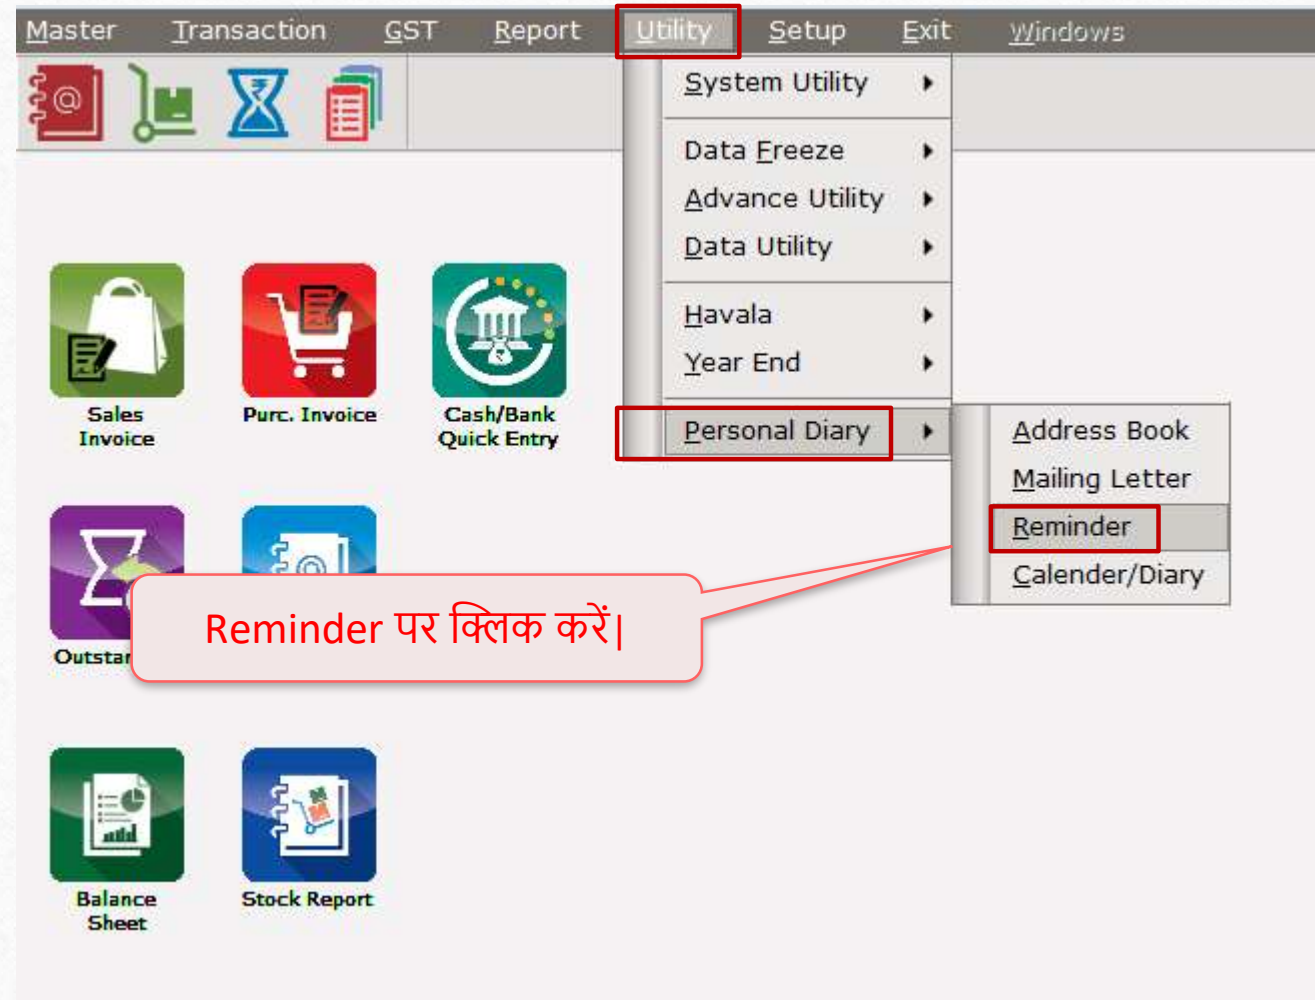 Master Transaction GST Report Utility Setup Exit Windows
System Utility
Data Freeze
Advance Utility
Data Utility
Havala
Year End
Personal Diary
Address Book
Mailing Letter
Reminder
Calender/Diary
Sales
Invoice
Purc. Invoice
Cash/Bank
Quick Entry
Reminder पर क्लिक करें|
Balance
Sheet
Stock Report